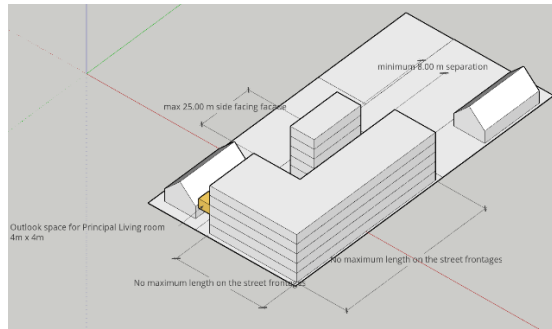 minimum 8.00 m separation
max 25.00 m side facing facade
Outlook space for Principal Living room
4m x 4m
No maximum length on the street frontages
No maximum length on the street frontages